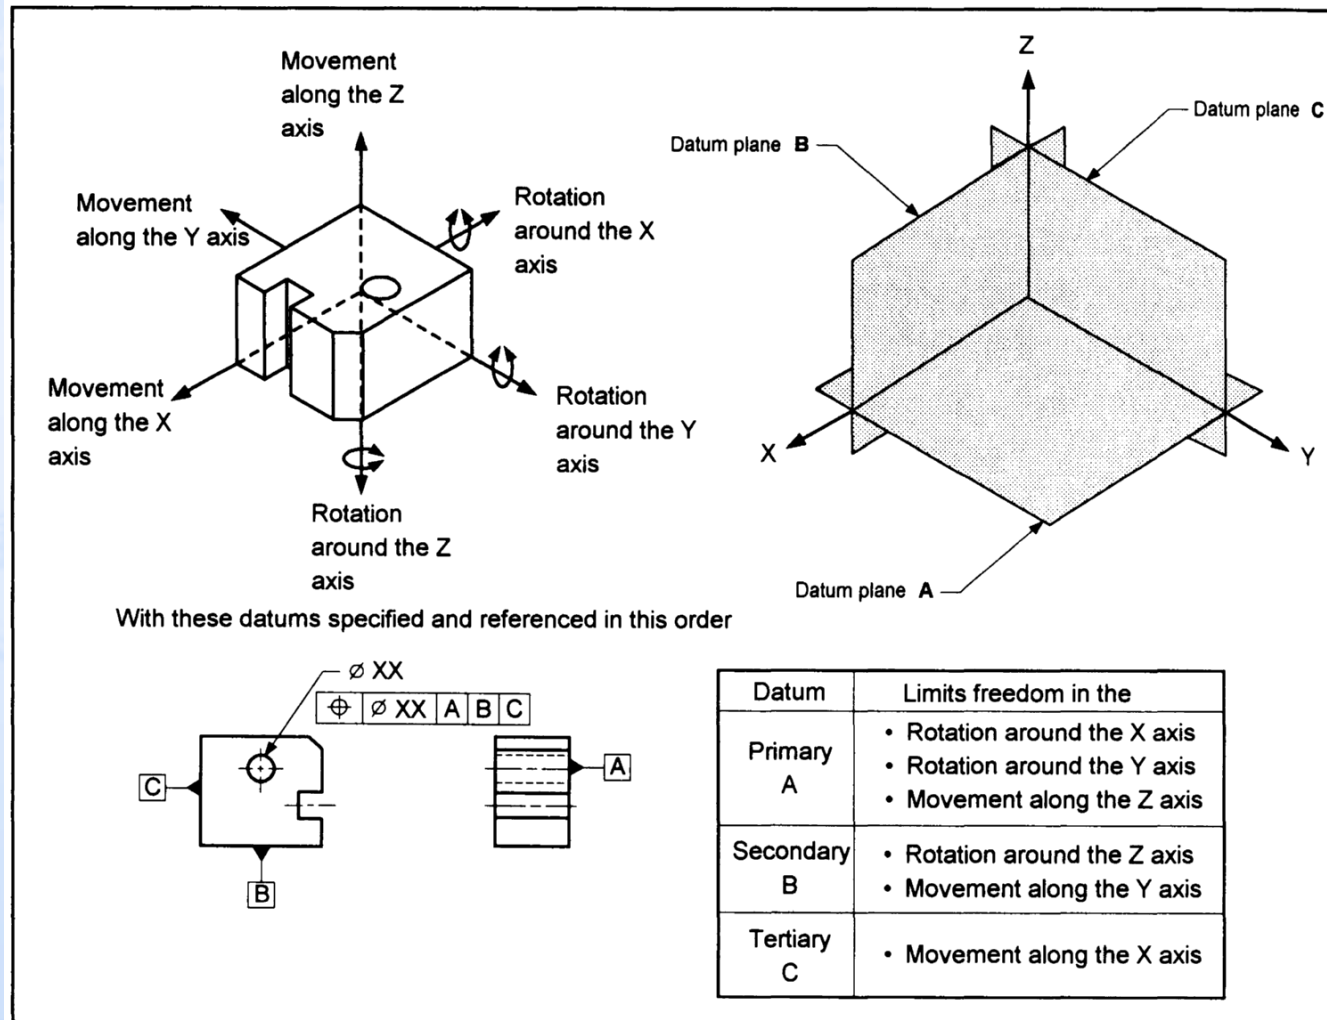 Movement
along the Z
axis
Movement
along the Y axis
Rotation
around the X
axis
Movement
along the X
axis
Rotation
around the Y
axis
Rotation
around the Z
axis
Z
Datum plane B
Datum plane C
X
Y
Datum plane A
With these datums specified and referenced in this order
⌀ XX
⌖ ⌀ XX A B C
C
B
A
Datum Limits freedom in the
Primary
A
• Rotation around the X axis
• Rotation around the Y axis
• Movement along the Z axis
Secondary
B
• Rotation around the Z axis
• Movement along the Y axis
Tertiary
C
• Movement along the X axis